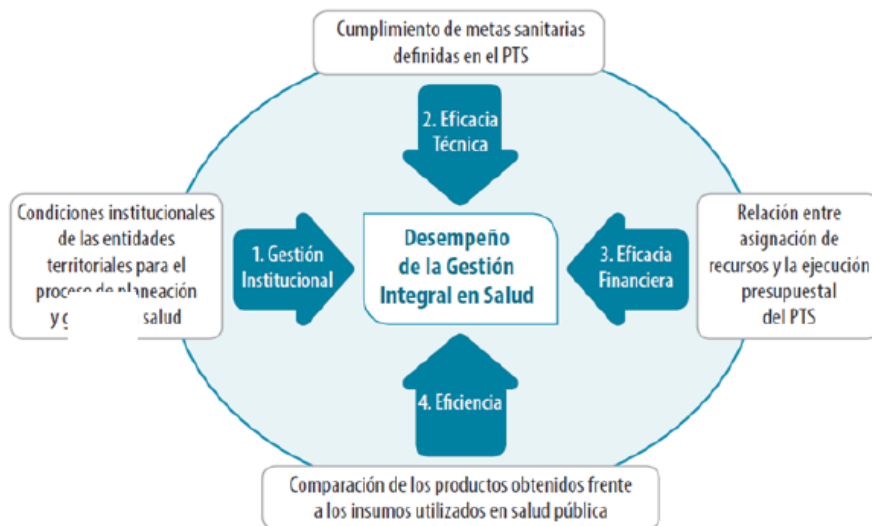 Cumplimiento de metas sanitarias
definidas en el PTS
2. Eficacia
Técnica
Condiciones institucionales
de las entidades
territoriales para el
proceso de planeación
y salud
1. Gestión
Institucional
Desempeño
de la Gestión
Integral en Salud
3. Eficacia
Financiera
Relación entre
asignación de
recursos y la ejecución
presupuestal
del PTS
4. Eficiencia
Comparación de los productos obtenidos frente
a los insumos utilizados en salud pública